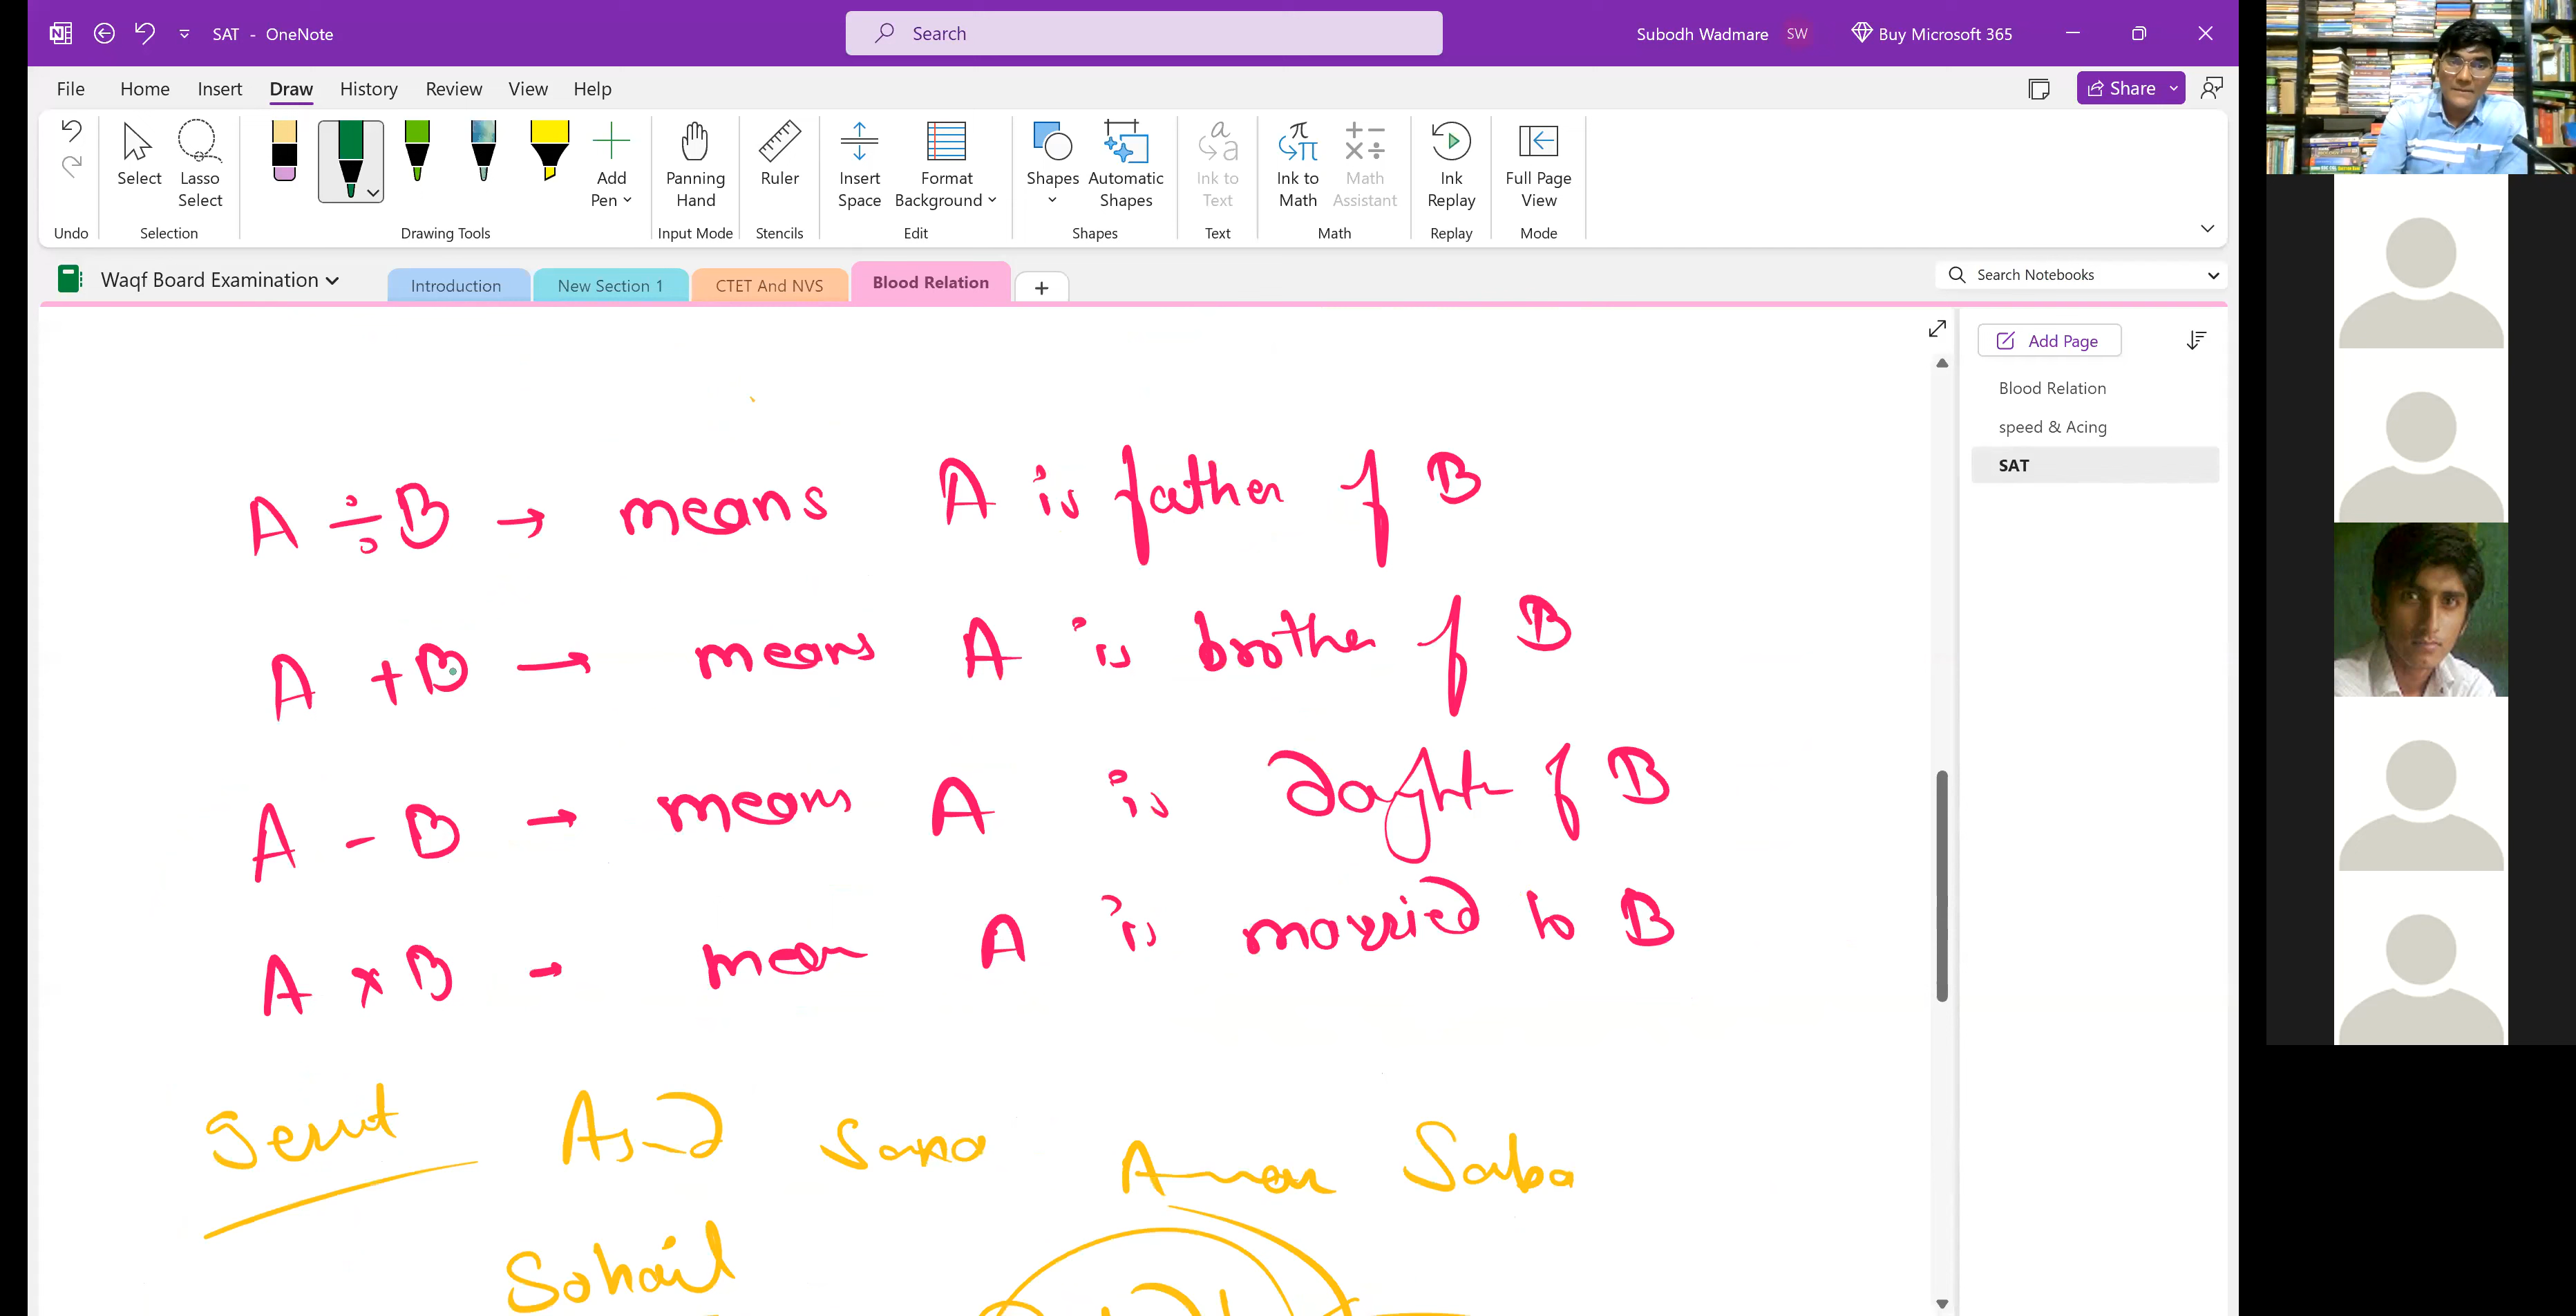 SAT - OneNote
Search
Subodh Wadmare SW
Buy Microsoft 365
File Home Insert Draw History Review View Help
Share
Select
Lasso Select
Add Pen
Panning Hand
Ruler
Insert Space
Format Background
Shapes
Automatic Shapes
Ink to Text
Ink to Math
Math Assistant
Ink Replay
Full Page View
Undo Selection Drawing Tools Input Mode Stencils Edit Shapes Text Math Replay Mode
Waqf Board Examination
Introduction New Section 1 CTET And NVS Blood Relation +
Search Notebooks
Add Page
Blood Relation
speed & Acing
SAT
A ÷ B → means A is father of B
A + B → means A is brother of B
A - B → means A is of B
A × B → mean A is married to B
Sana Aman Saba
Sohail